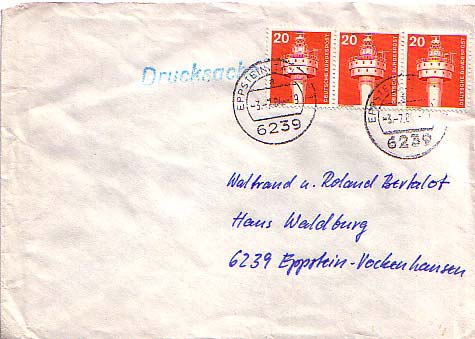 20 20 20
DEUTSCHE BUNDESPOST DEUTSCHE BUNDESPOST DEUTSCHE BUNDESPOST
Drucksache
EPPSTEIN EPPSTEIN
6239 6239
Waltraud u. Roland Bertalot
Haus Waldburg
6239 Eppstein-Vockenhausen